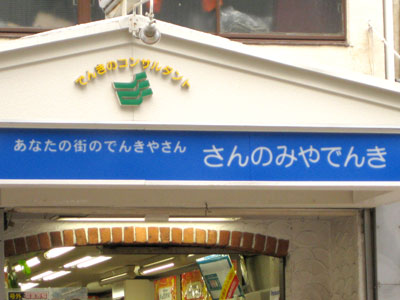 でんきのコンサルタント
あなたの街のでんきやさん さんのみやでんき